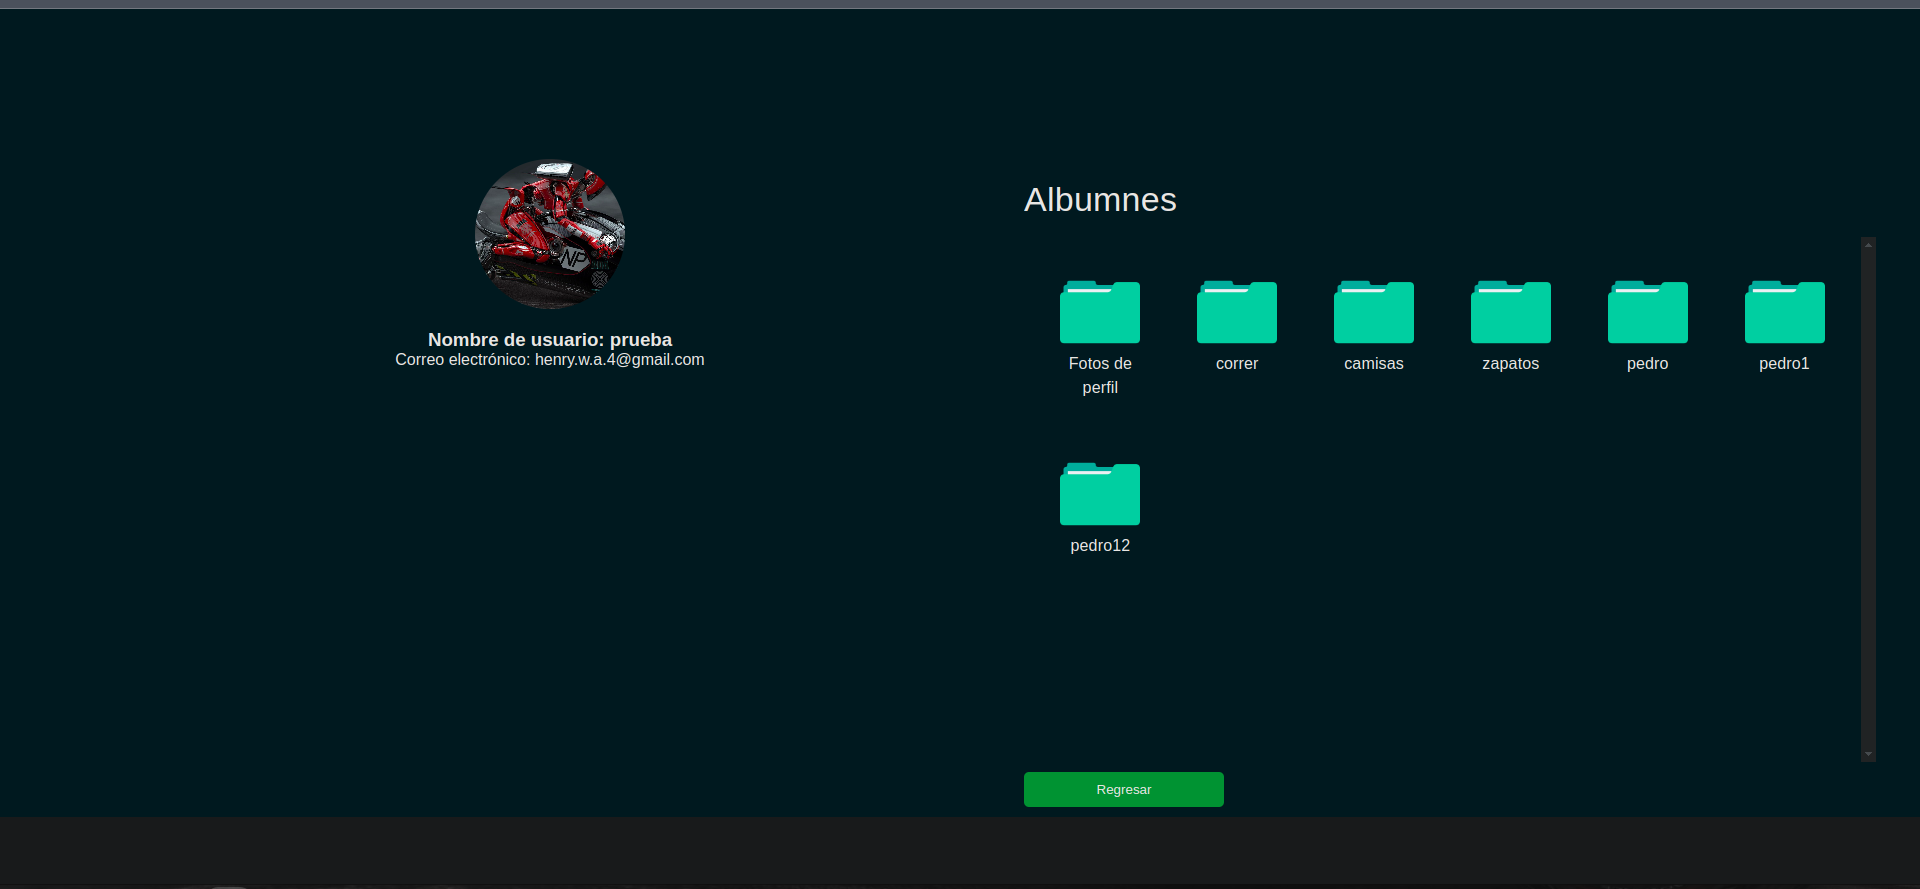 NP
Nombre de usuario: prueba
Correo electrónico: henry.w.a.4@gmail.com
Albumnes
Fotos de
perfil
correr
camisas
zapatos
pedro
pedro1
pedro12
Regresar